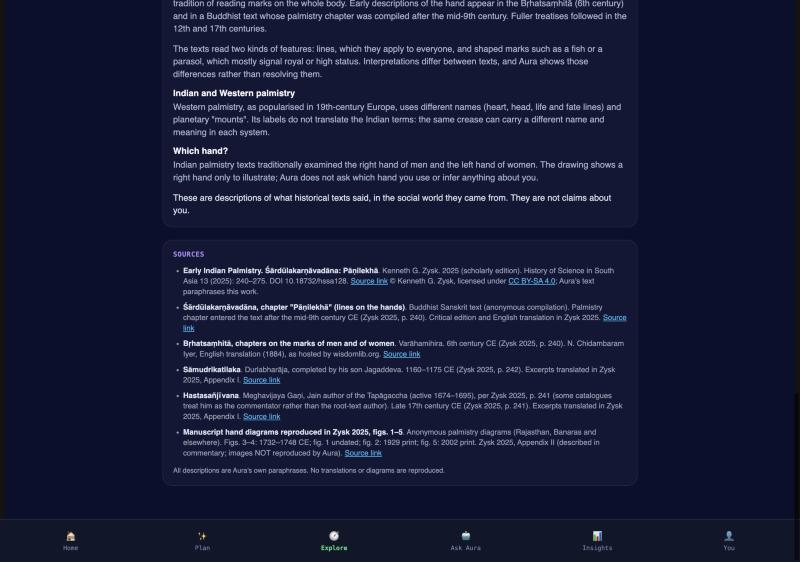 tradition of reading marks on the whole body. Early descriptions of the hand appear in the Bṛhatsaṃhitā (6th century)
and in a Buddhist text whose palmistry chapter was compiled after the mid-9th century. Fuller treatises followed in the
12th and 17th centuries.
The texts read two kinds of features: lines, which they apply to everyone, and shaped marks such as a fish or a
parasol, which mostly signal royal or high status. Interpretations differ between texts, and Aura shows those
differences rather than resolving them.
Indian and Western palmistry
Western palmistry, as popularised in 19th-century Europe, uses different names (heart, head, life and fate lines) and
planetary "mounts". Its labels do not translate the Indian terms: the same crease can carry a different name and
meaning in each system.
Which hand?
Indian palmistry texts traditionally examined the right hand of men and the left hand of women. The drawing shows a
right hand only to illustrate; Aura does not ask which hand you use or infer anything about you.
These are descriptions of what historical texts said, in the social world they came from. They are not claims about
you.
SOURCES
• Early Indian Palmistry. Śārdūlakarṇāvadāna: Pāṇilekhā. Kenneth G. Zysk. 2025 (scholarly edition). History of Science in South
Asia 13 (2025): 240–275. DOI 10.18732/hssa128. Source link © Kenneth G. Zysk, licensed under CC BY-SA 4.0; Aura's text
paraphrases this work.
• Śārdūlakarṇāvadāna, chapter "Pāṇilekhā" (lines on the hands). Buddhist Sanskrit text (anonymous compilation). Palmistry
chapter entered the text after the mid-9th century CE (Zysk 2025, p. 240). Critical edition and English translation in Zysk 2025. Source
link
• Bṛhatsaṃhitā, chapters on the marks of men and of women. Varāhamihira. 6th century CE (Zysk 2025, p. 240). N. Chidambaram
Iyer, English translation (1884), as hosted by wisdomlib.org. Source link
• Sāmudrikatilaka. Durlabharāja, completed by his son Jagaddeva. 1160–1175 CE (Zysk 2025, p. 242). Excerpts translated in Zysk
2025, Appendix I. Source link
• Hastasañjīvana. Meghavijaya Gaṇi, Jain author of the Tapāgaccha (active 1674–1695), per Zysk 2025, p. 241 (some catalogues
treat him as the commentator rather than the root-text author). Late 17th century CE (Zysk 2025, p. 241). Excerpts translated in Zysk
2025, Appendix I. Source link
• Manuscript hand diagrams reproduced in Zysk 2025, figs. 1–5. Anonymous palmistry diagrams (Rajasthan, Banaras and
elsewhere). Figs. 3–4: 1732–1748 CE; fig. 1 undated; fig. 2: 1929 print; fig. 5: 2002 print. Zysk 2025, Appendix II (described in
commentary; images NOT reproduced by Aura). Source link
All descriptions are Aura's own paraphrases. No translations or diagrams are reproduced.
Home
Plan
Explore
Ask Aura
Insights
You